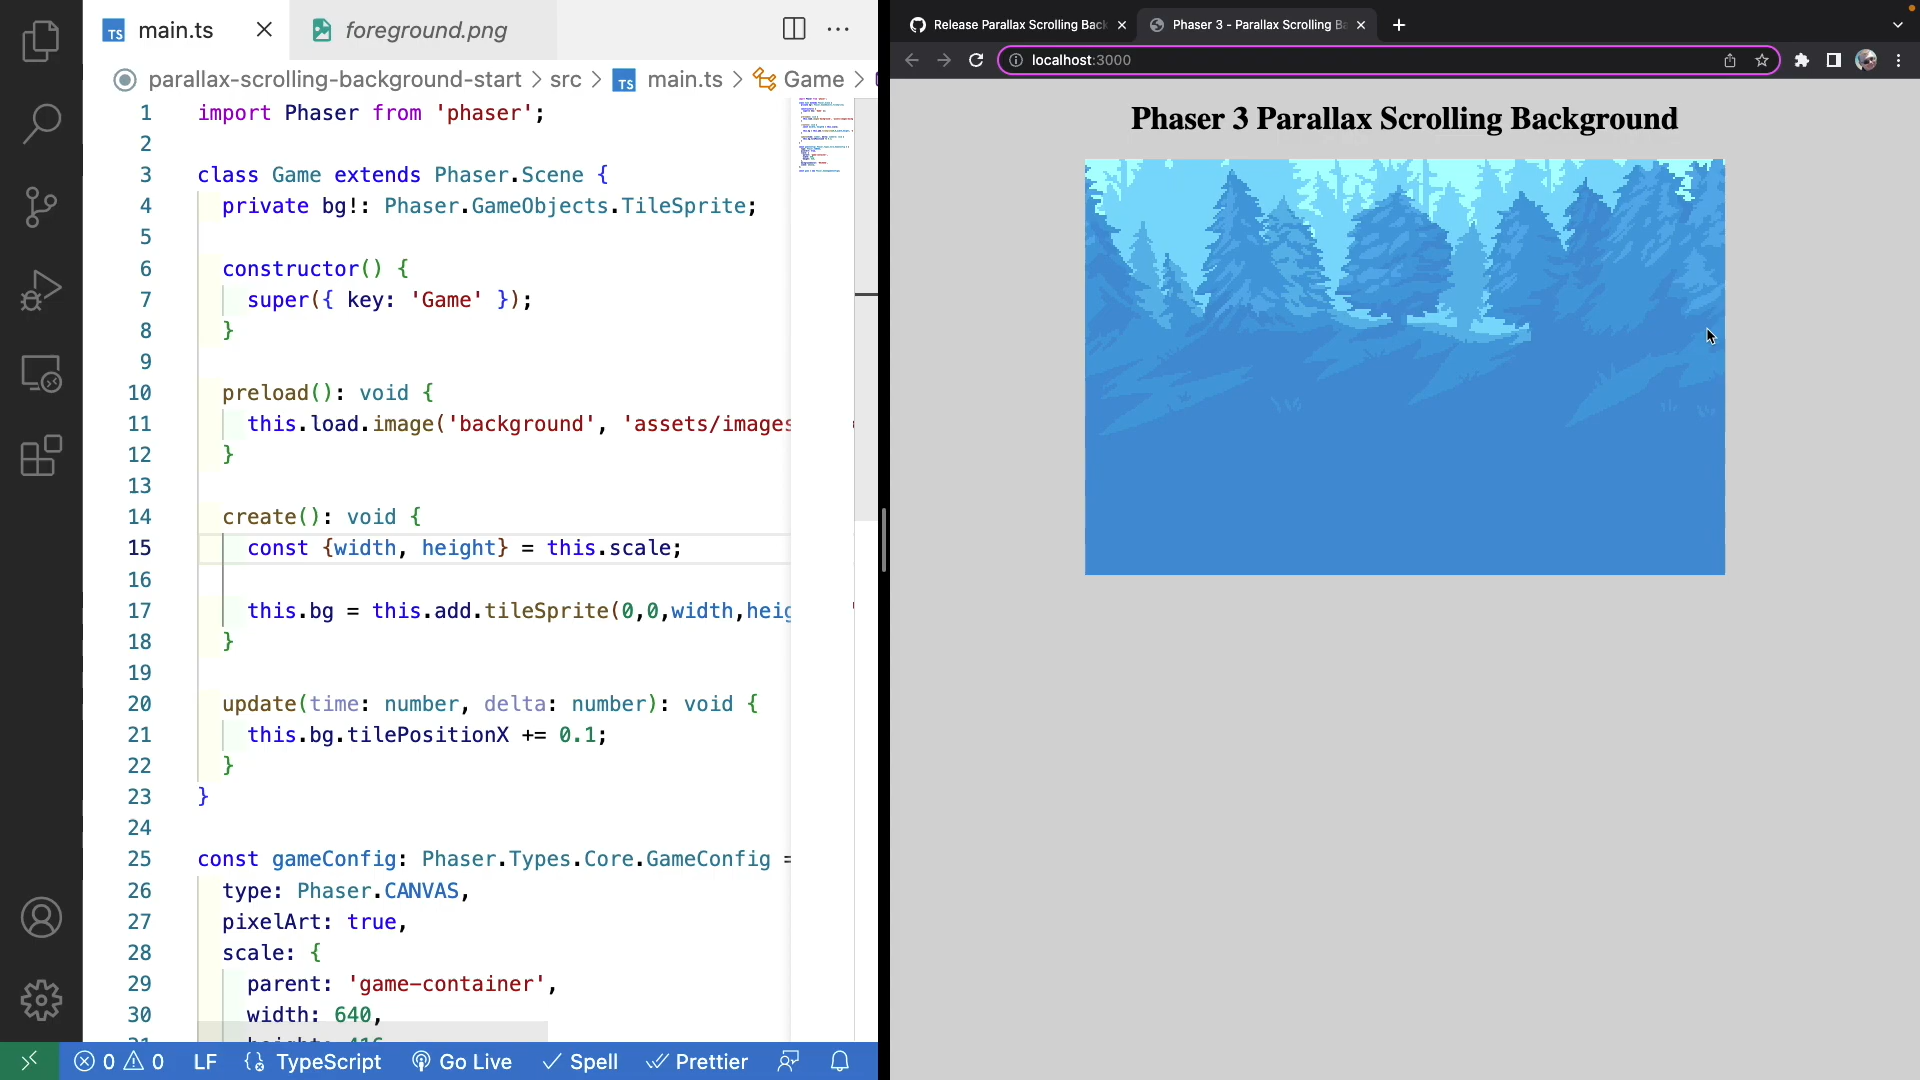 main.ts
foreground.png
parallax-scrolling-background-start > src > TS main.ts > Game >
1 import Phaser from 'phaser';
2
3 class Game extends Phaser.Scene {
4 private bg!: Phaser.GameObjects.TileSprite;
5
6 constructor() {
7 super({ key: 'Game' });
8 }
9
10 preload(): void {
11 this.load.image('background', 'assets/images
12 }
13
14 create(): void {
15 const {width, height} = this.scale;
16
17 this.bg = this.add.tileSprite(0,0,width,heig
18 }
19
20 update(time: number, delta: number): void {
21 this.bg.tilePositionX += 0.1;
22 }
23 }
24
25 const gameConfig: Phaser.Types.Core.GameConfig =
26 type: Phaser.CANVAS,
27 pixelArt: true,
28 scale: {
29 parent: 'game-container',
30 width: 640,
0 0 LF TypeScript Go Live Spell Prettier
Release Parallax Scrolling Back
Phaser 3 - Parallax Scrolling B
localhost:3000
Phaser 3 Parallax Scrolling Background